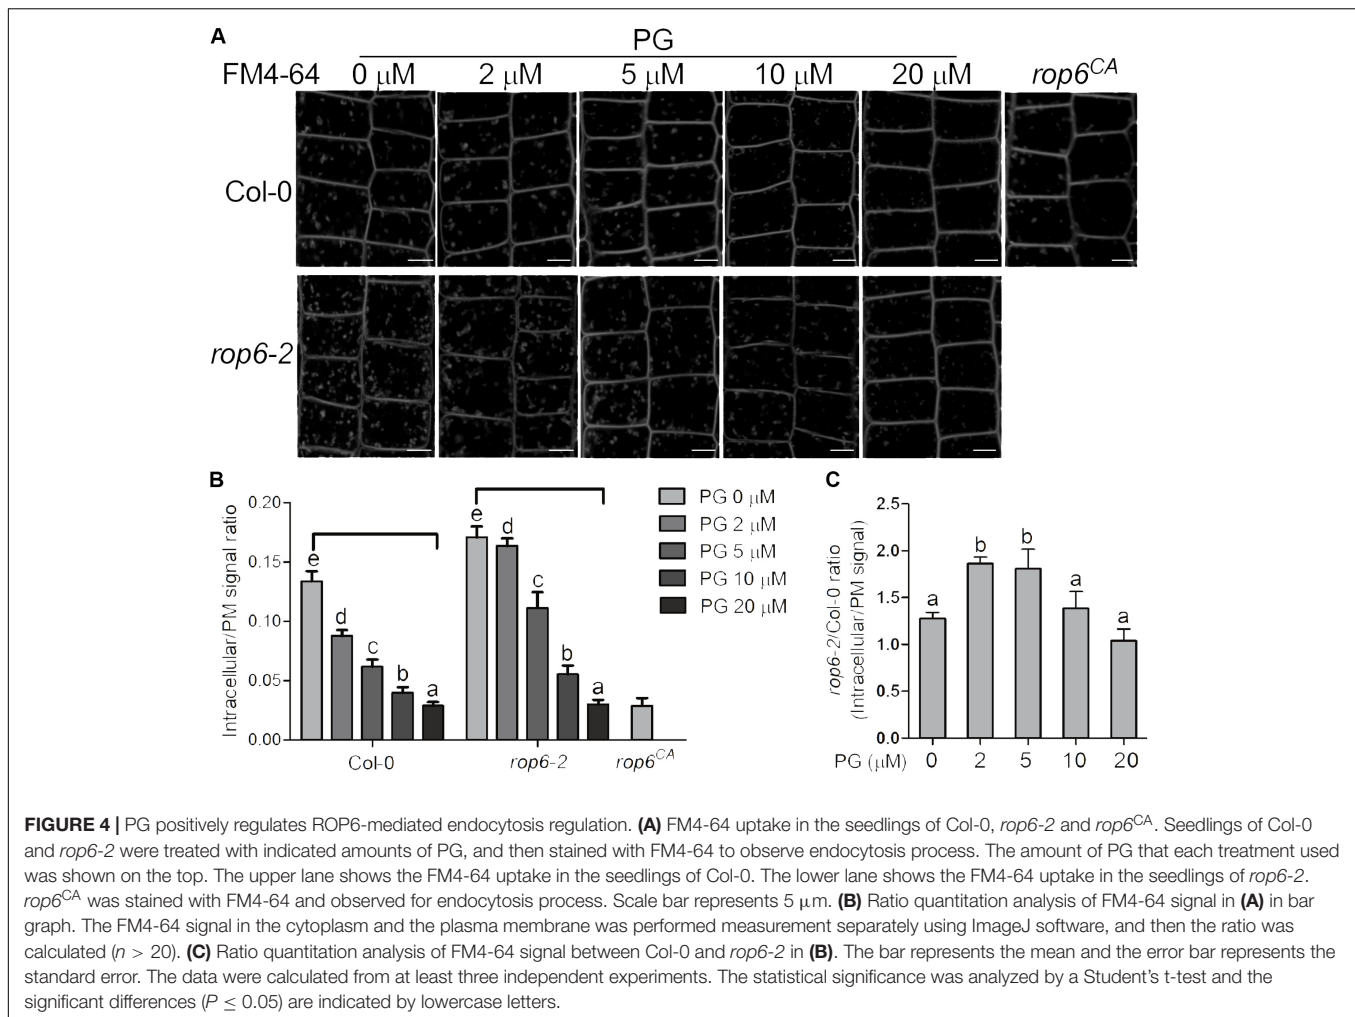 A
PG
FM4-64 0 μM 2 μM 5 μM 10 μM 20 μM rop6CA
Col-0
rop6-2
B
Intracellular/PM signal ratio
0.20
0.15
0.10
0.05
0.00
e d c b a
e d c b a
Col-0 rop6-2 rop6CA
PG 0 μM
PG 2 μM
PG 5 μM
PG 10 μM
PG 20 μM
C
rop6-2/Col-0 ratio
(Intracellular/PM signal)
2.5
2.0
1.5
1.0
0.5
0.0
a b b a a
PG (μM) 0 2 5 10 20
FIGURE 4 | PG positively regulates ROP6-mediated endocytosis regulation. (A) FM4-64 uptake in the seedlings of Col-0, rop6-2 and rop6CA. Seedlings of Col-0
and rop6-2 were treated with indicated amounts of PG, and then stained with FM4-64 to observe endocytosis process. The amount of PG that each treatment used
was shown on the top. The upper lane shows the FM4-64 uptake in the seedlings of Col-0. The lower lane shows the FM4-64 uptake in the seedlings of rop6-2.
rop6CA was stained with FM4-64 and observed for endocytosis process. Scale bar represents 5 μm. (B) Ratio quantitation analysis of FM4-64 signal in (A) in bar
graph. The FM4-64 signal in the cytoplasm and the plasma membrane was performed measurement separately using ImageJ software, and then the ratio was
calculated (n > 20). (C) Ratio quantitation analysis of FM4-64 signal between Col-0 and rop6-2 in (B). The bar represents the mean and the error bar represents the
standard error. The data were calculated from at least three independent experiments. The statistical significance was analyzed by a Student's t-test and the
significant differences (P ≤ 0.05) are indicated by lowercase letters.